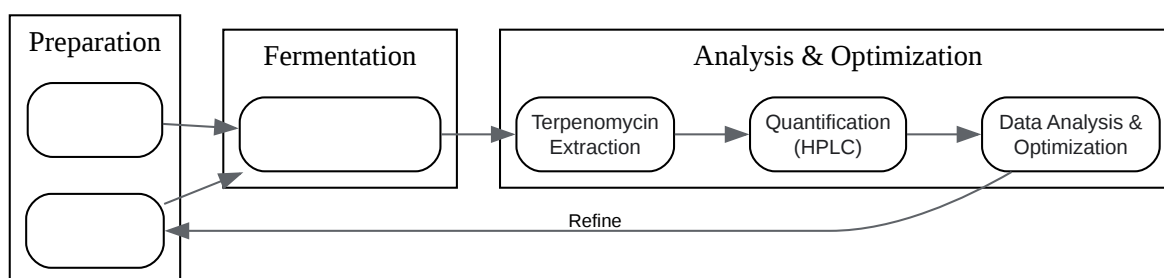 Preparation
Fermentation
Analysis & Optimization
Terpenomycin
Extraction
Quantification
(HPLC)
Data Analysis &
Optimization
Refine